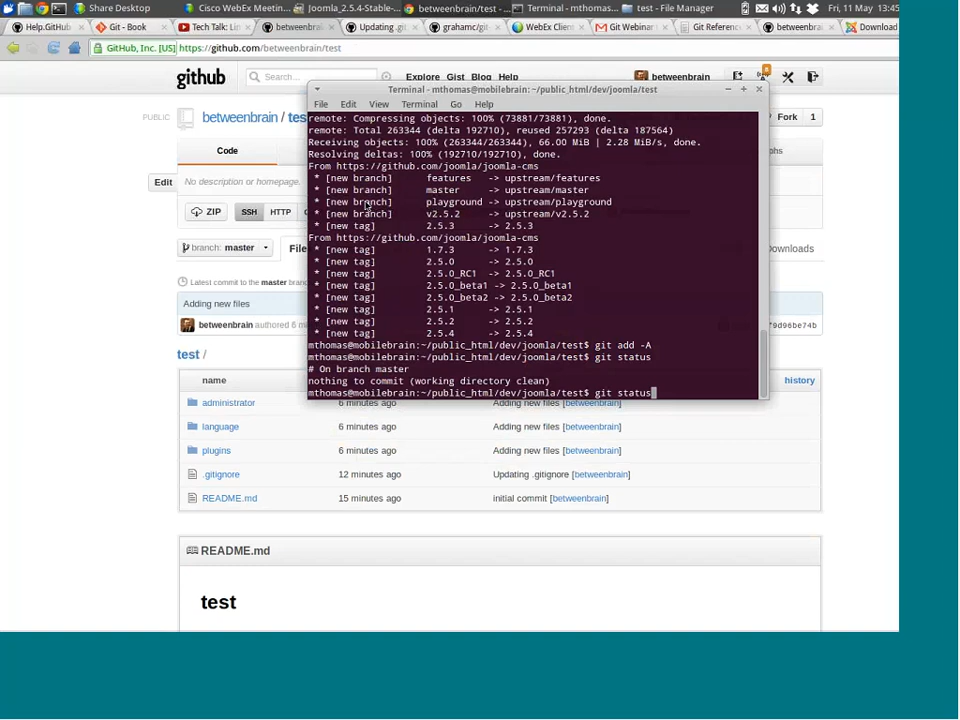 Share Desktop
Cisco WebEx Meetin...
Joomla_2.5.4-Stable-...
betweenbrain/test - ...
Terminal - mthomas...
test - File Manager
Fri, 11 May 13:45
Help.GitHub
Git - Book
Tech Talk: Lin
betweenbrain
Updating .git
grahamc/git
WebEx Client
Git Webinar
Git Reference
betweenbrain
Download
GitHub, Inc. [US]
https://github.com/betweenbrain/test
github
Search...
Explore
Gist
Blog
Help
8
betweenbrain
PUBLIC
betweenbrain / tes
Fork
1
Code
phs
Edit
No description or homepage.
ZIP
SSH
HTTP
branch: master
Files
Downloads
Latest commit to the master branch
Adding new files
betweenbrain authored 6 m
9d96be74b
test /
name
history
administrator
6 minutes ago
Adding new files [betweenbrain]
language
6 minutes ago
Adding new files [betweenbrain]
plugins
6 minutes ago
Adding new files [betweenbrain]
.gitignore
12 minutes ago
Updating .gitignore [betweenbrain]
README.md
15 minutes ago
initial commit [betweenbrain]
README.md
test
Terminal - mthomas@mobilebrain: ~/public_html/dev/joomla/test
File
Edit
View
Terminal
Go
Help
remote: Compressing objects: 100% (73881/73881), done.
remote: Total 263344 (delta 192710), reused 257293 (delta 187564)
Receiving objects: 100% (263344/263344), 66.00 MiB | 2.28 MiB/s, done.
Resolving deltas: 100% (192710/192710), done.
From https://github.com/joomla/joomla-cms
* [new branch] features -> upstream/features
* [new branch] master -> upstream/master
* [new branch] playground -> upstream/playground
* [new branch] v2.5.2 -> upstream/v2.5.2
* [new tag] 2.5.3 -> 2.5.3
From https://github.com/joomla/joomla-cms
* [new tag] 1.7.3 -> 1.7.3
* [new tag] 2.5.0 -> 2.5.0
* [new tag] 2.5.0_RC1 -> 2.5.0_RC1
* [new tag] 2.5.0_beta1 -> 2.5.0_beta1
* [new tag] 2.5.0_beta2 -> 2.5.0_beta2
* [new tag] 2.5.1 -> 2.5.1
* [new tag] 2.5.2 -> 2.5.2
* [new tag] 2.5.4 -> 2.5.4
mthomas@mobilebrain:~/public_html/dev/joomla/test$ git add -A
mthomas@mobilebrain:~/public_html/dev/joomla/test$ git status
# On branch master
nothing to commit (working directory clean)
mthomas@mobilebrain:~/public_html/dev/joomla/test$ git status